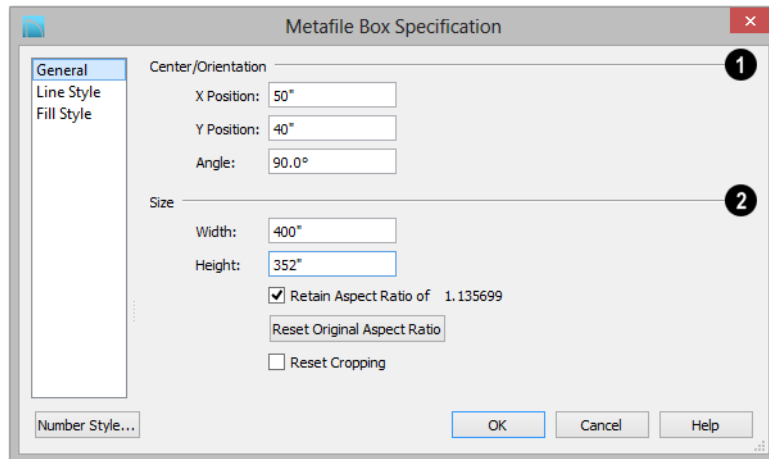 Metafile Box Specification
General
Line Style
Fill Style
Center/Orientation
1
X Position: 50"
Y Position: 40"
Angle: 90.0°
Size
2
Width: 400"
Height: 352"
Retain Aspect Ratio of 1.135699
Reset Original Aspect Ratio
Reset Cropping
Number Style... OK Cancel Help